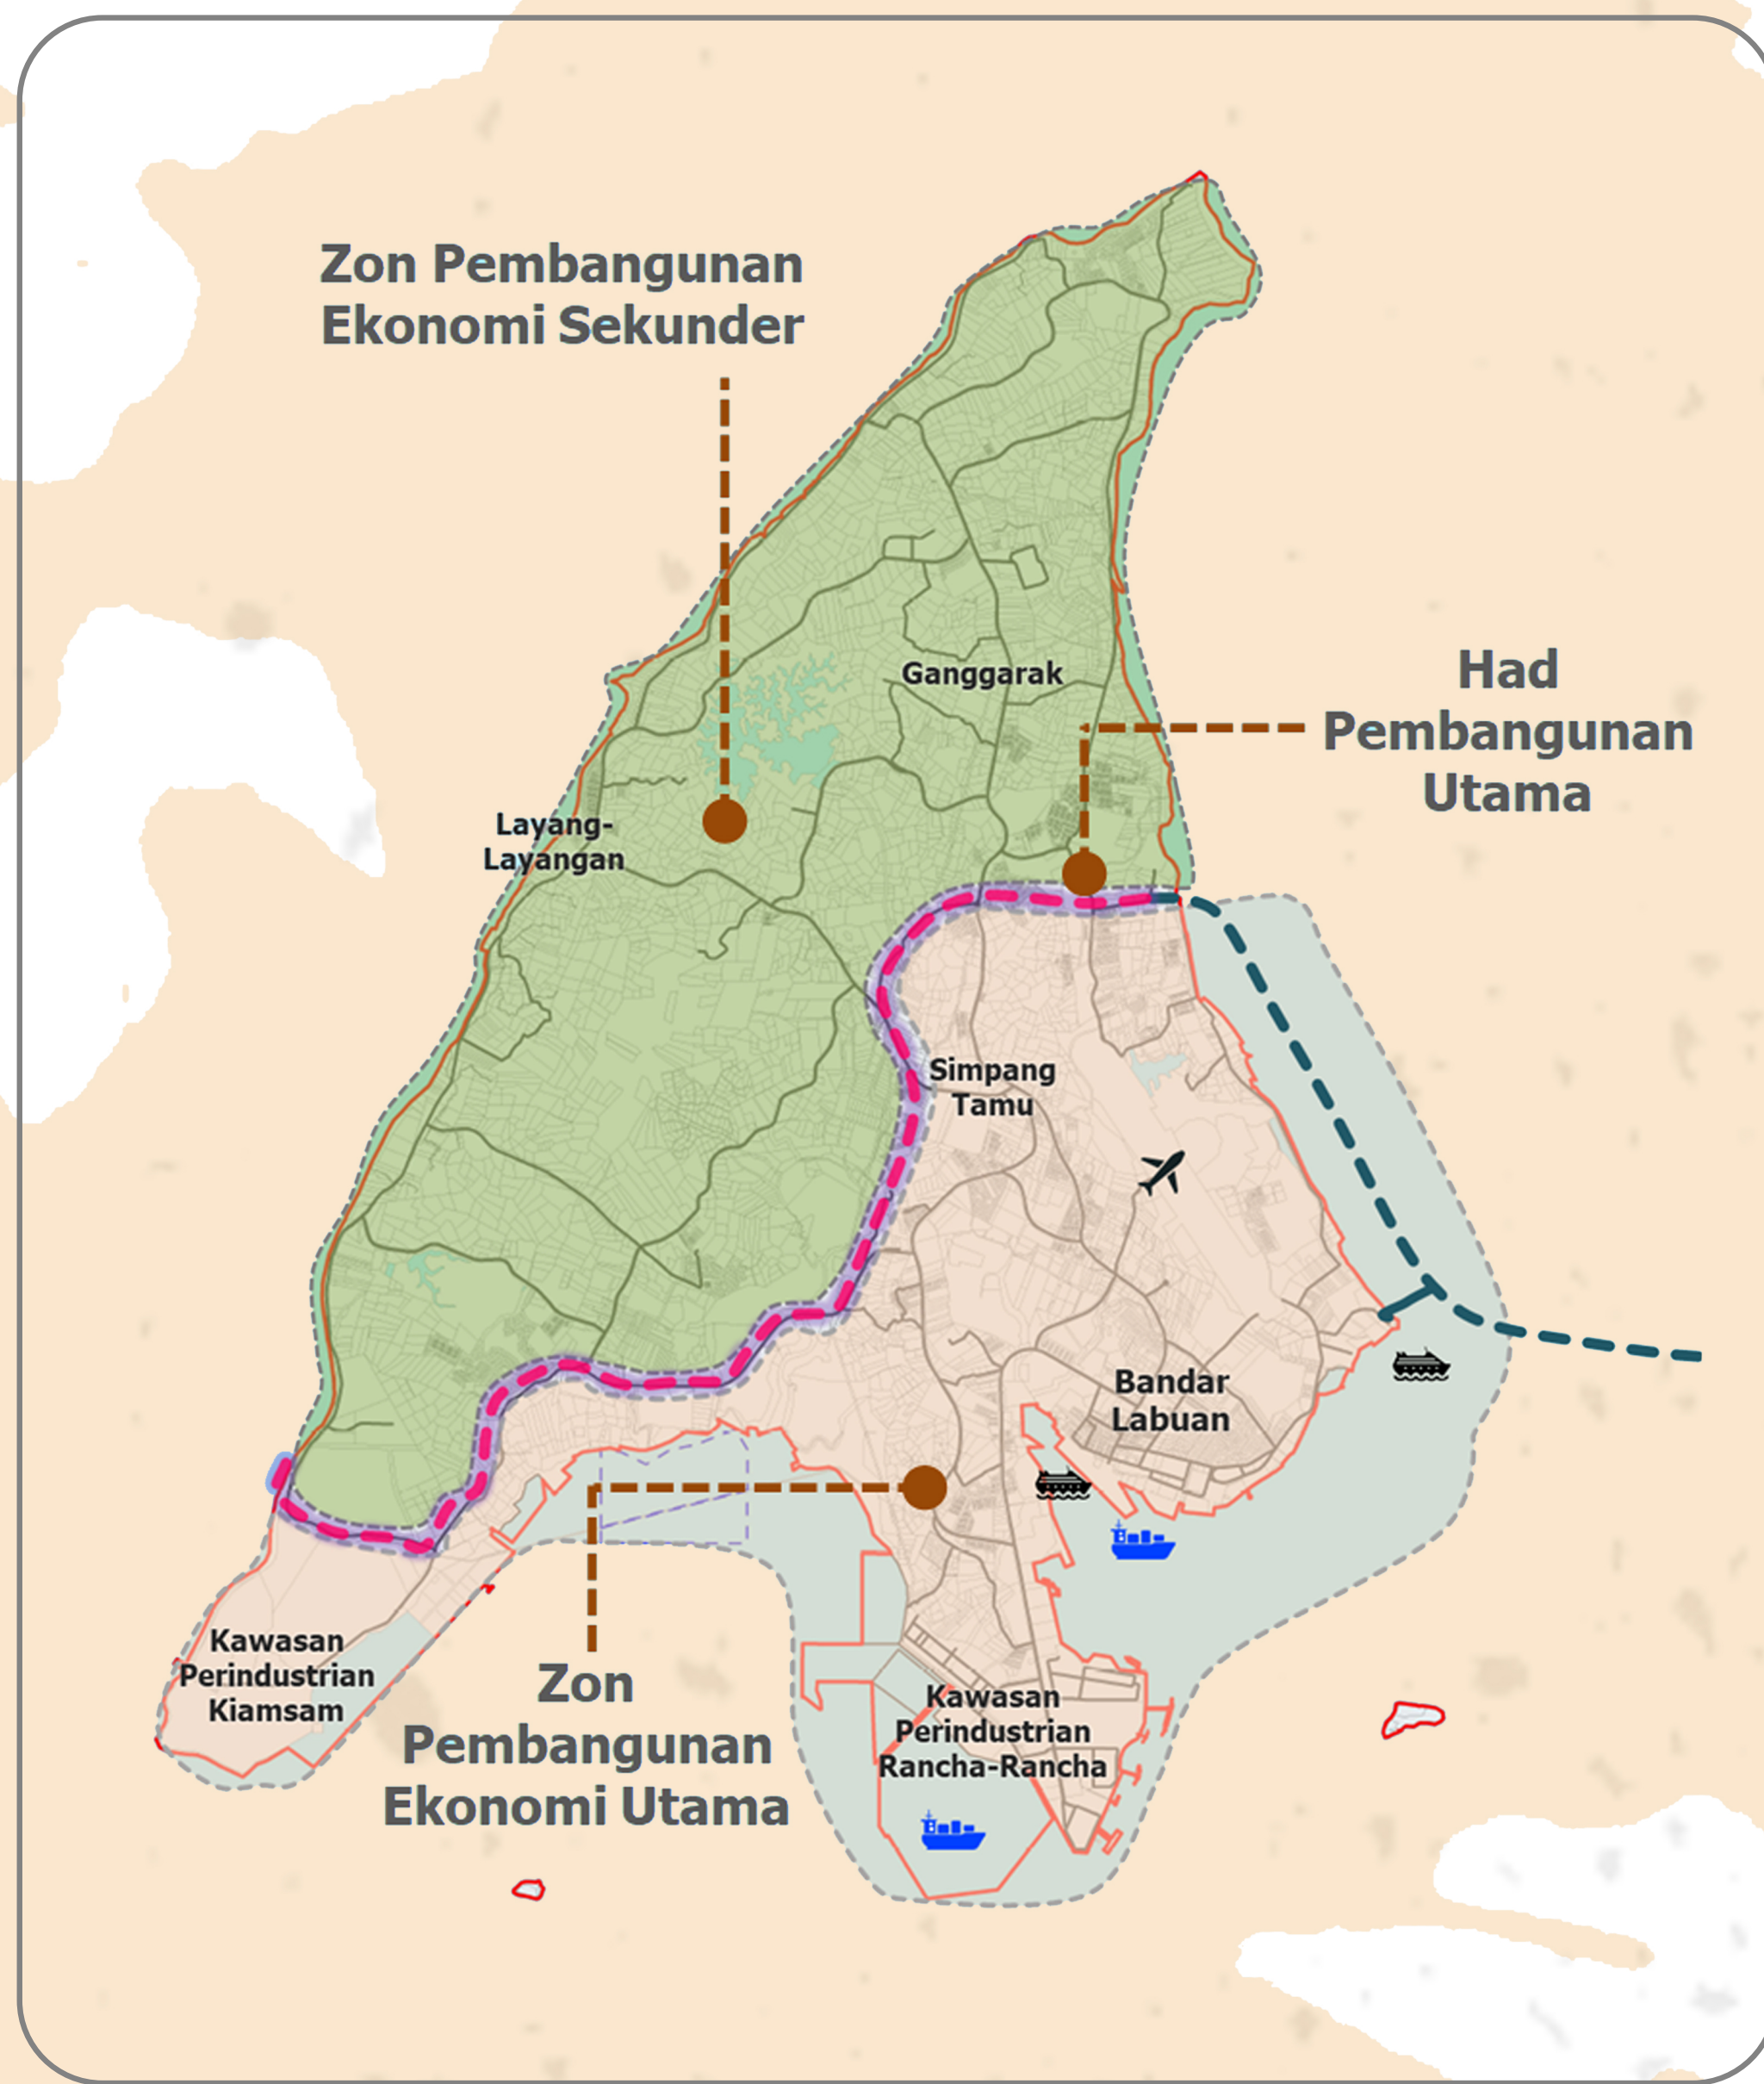 Zon Pembangunan
Ekonomi Sekunder
Ganggarak
Had
Pembangunan
Utama
Layang-
Layangan
Simpang
Tamu
Bandar
Labuan
Kawasan
Perindustrian
Kiamsam
Zon
Pembangunan
Ekonomi Utama
Kawasan
Perindustrian
Rancha-Rancha